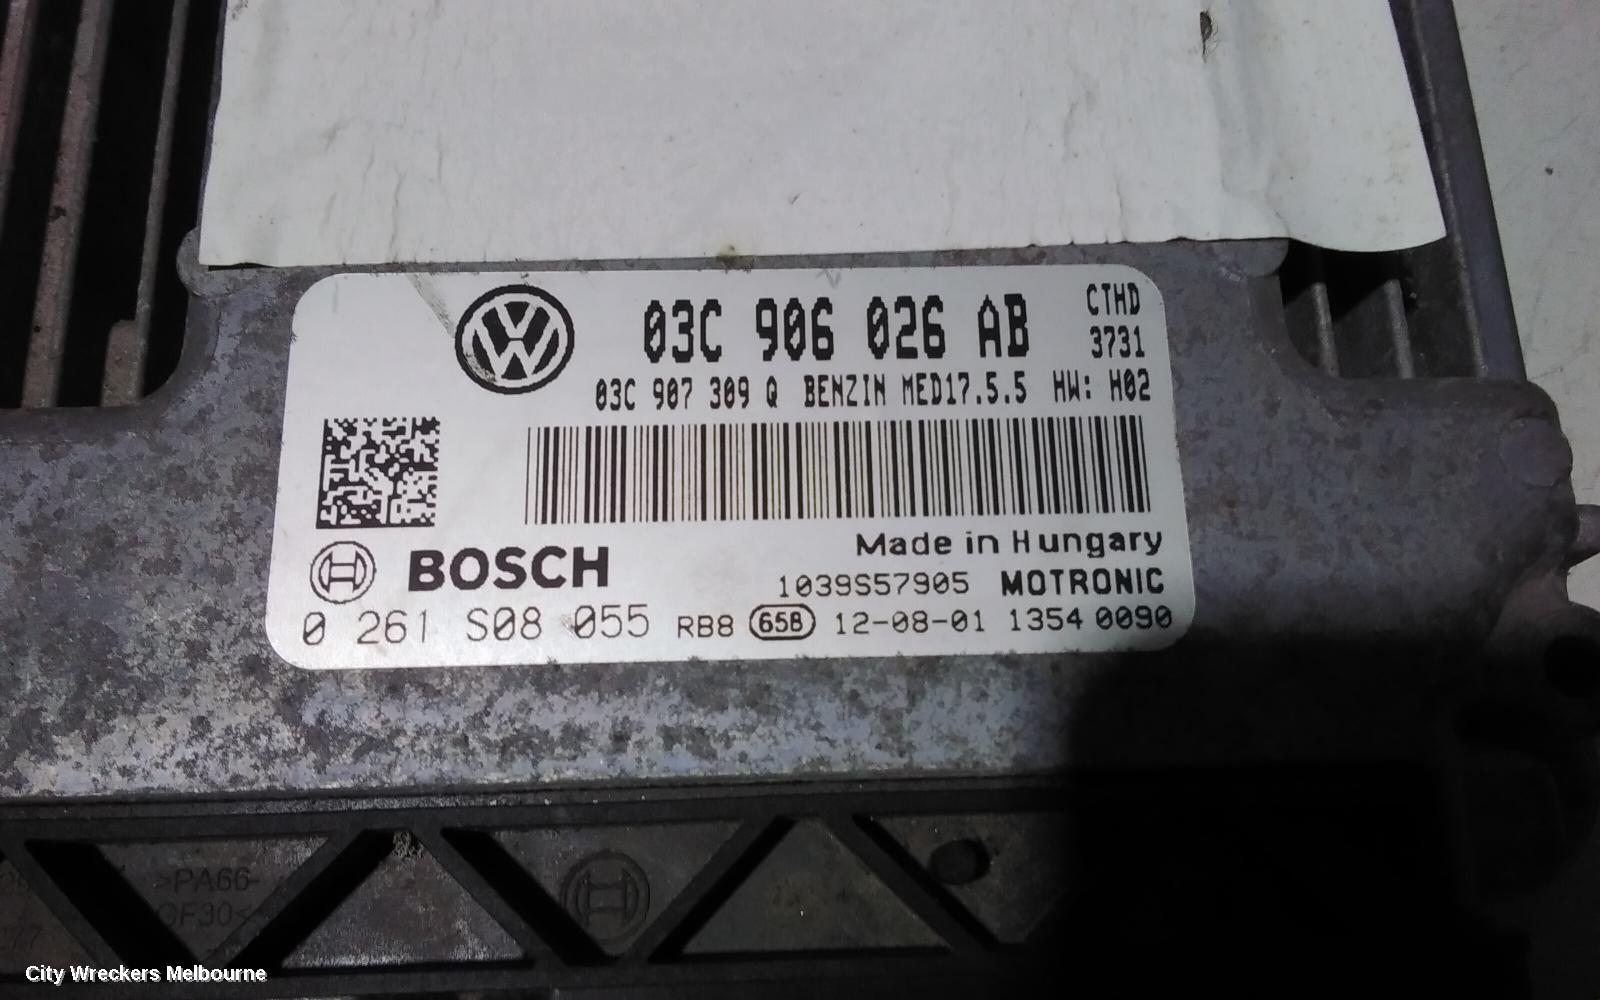 03C 906 026 AB
CTHD
3731
03C 907 309 Q BENZIN MED17.5.5 HW: H02
Made in Hungary
BOSCH
1039S57905 MOTRONIC
0 261 S08 055 RB8 65B 12-08-01 1354 0090
>PA66-
GF30<
City Wreckers Melbourne